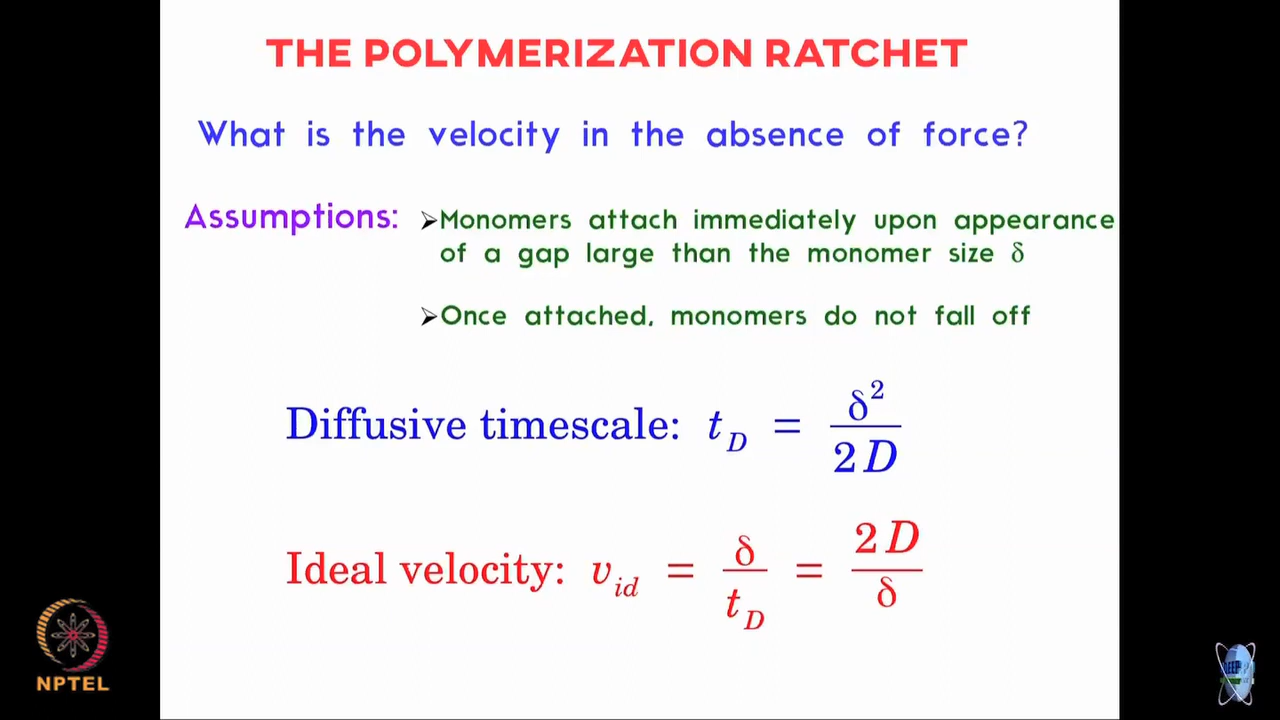 THE POLYMERIZATION RATCHET
What is the velocity in the absence of force?
Assumptions: ➢Monomers attach immediately upon appearance
of a gap large than the monomer size δ
➢Once attached, monomers do not fall off
Diffusive timescale: t_D = δ² / 2D
Ideal velocity: v_id = δ / t_D = 2D / δ
NPTEL